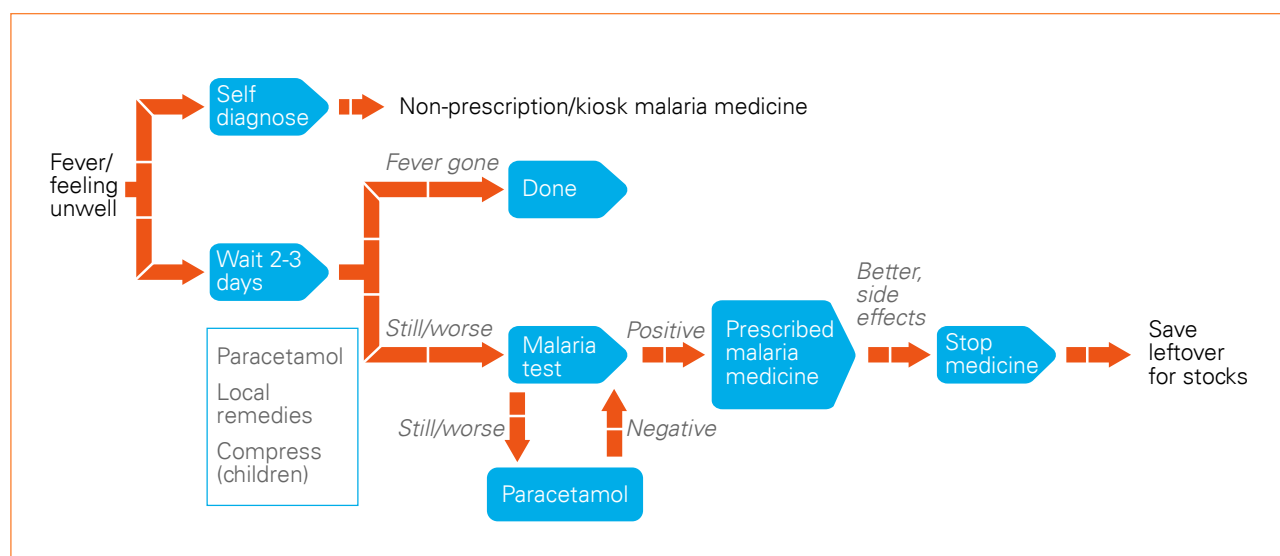 Self
diagnose
Non-prescription/kiosk malaria medicine
Fever/
feeling
unwell
Fever gone
Done
Wait 2-3
days
Paracetamol
Local
remedies
Compress
(children)
Still/worse
Malaria
test
Positive
Prescribed
malaria
medicine
Better,
side
effects
Stop
medicine
Save
leftover
for stocks
Still/worse
Negative
Paracetamol